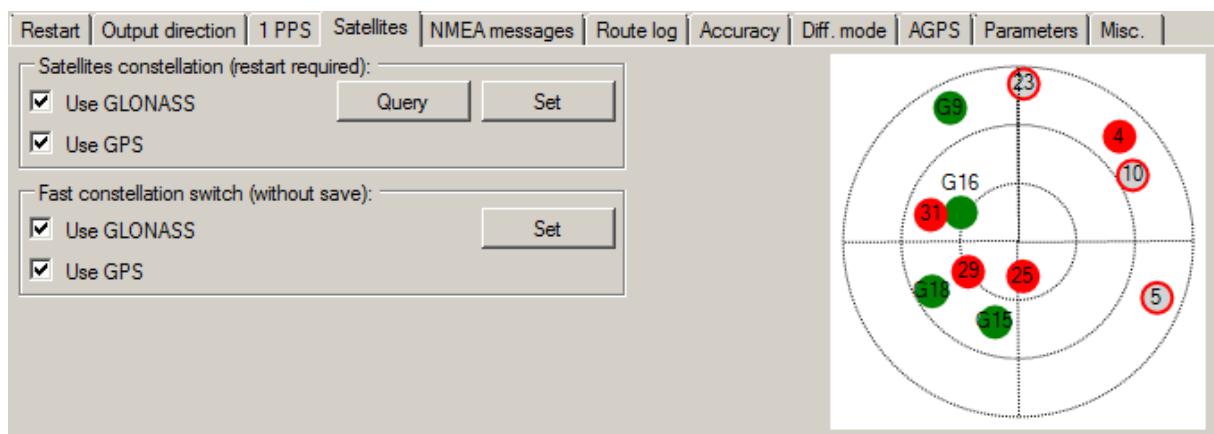 Restart Output direction 1 PPS Satellites NMEA messages Route log Accuracy Diff. mode AGPS Parameters Misc.
Satellites constellation (restart required):
Use GLONASS Query Set
Use GPS
Fast constellation switch (without save):
Use GLONASS Set
Use GPS
23
G9
4
10
G16
31
29
25
G18
5
G15